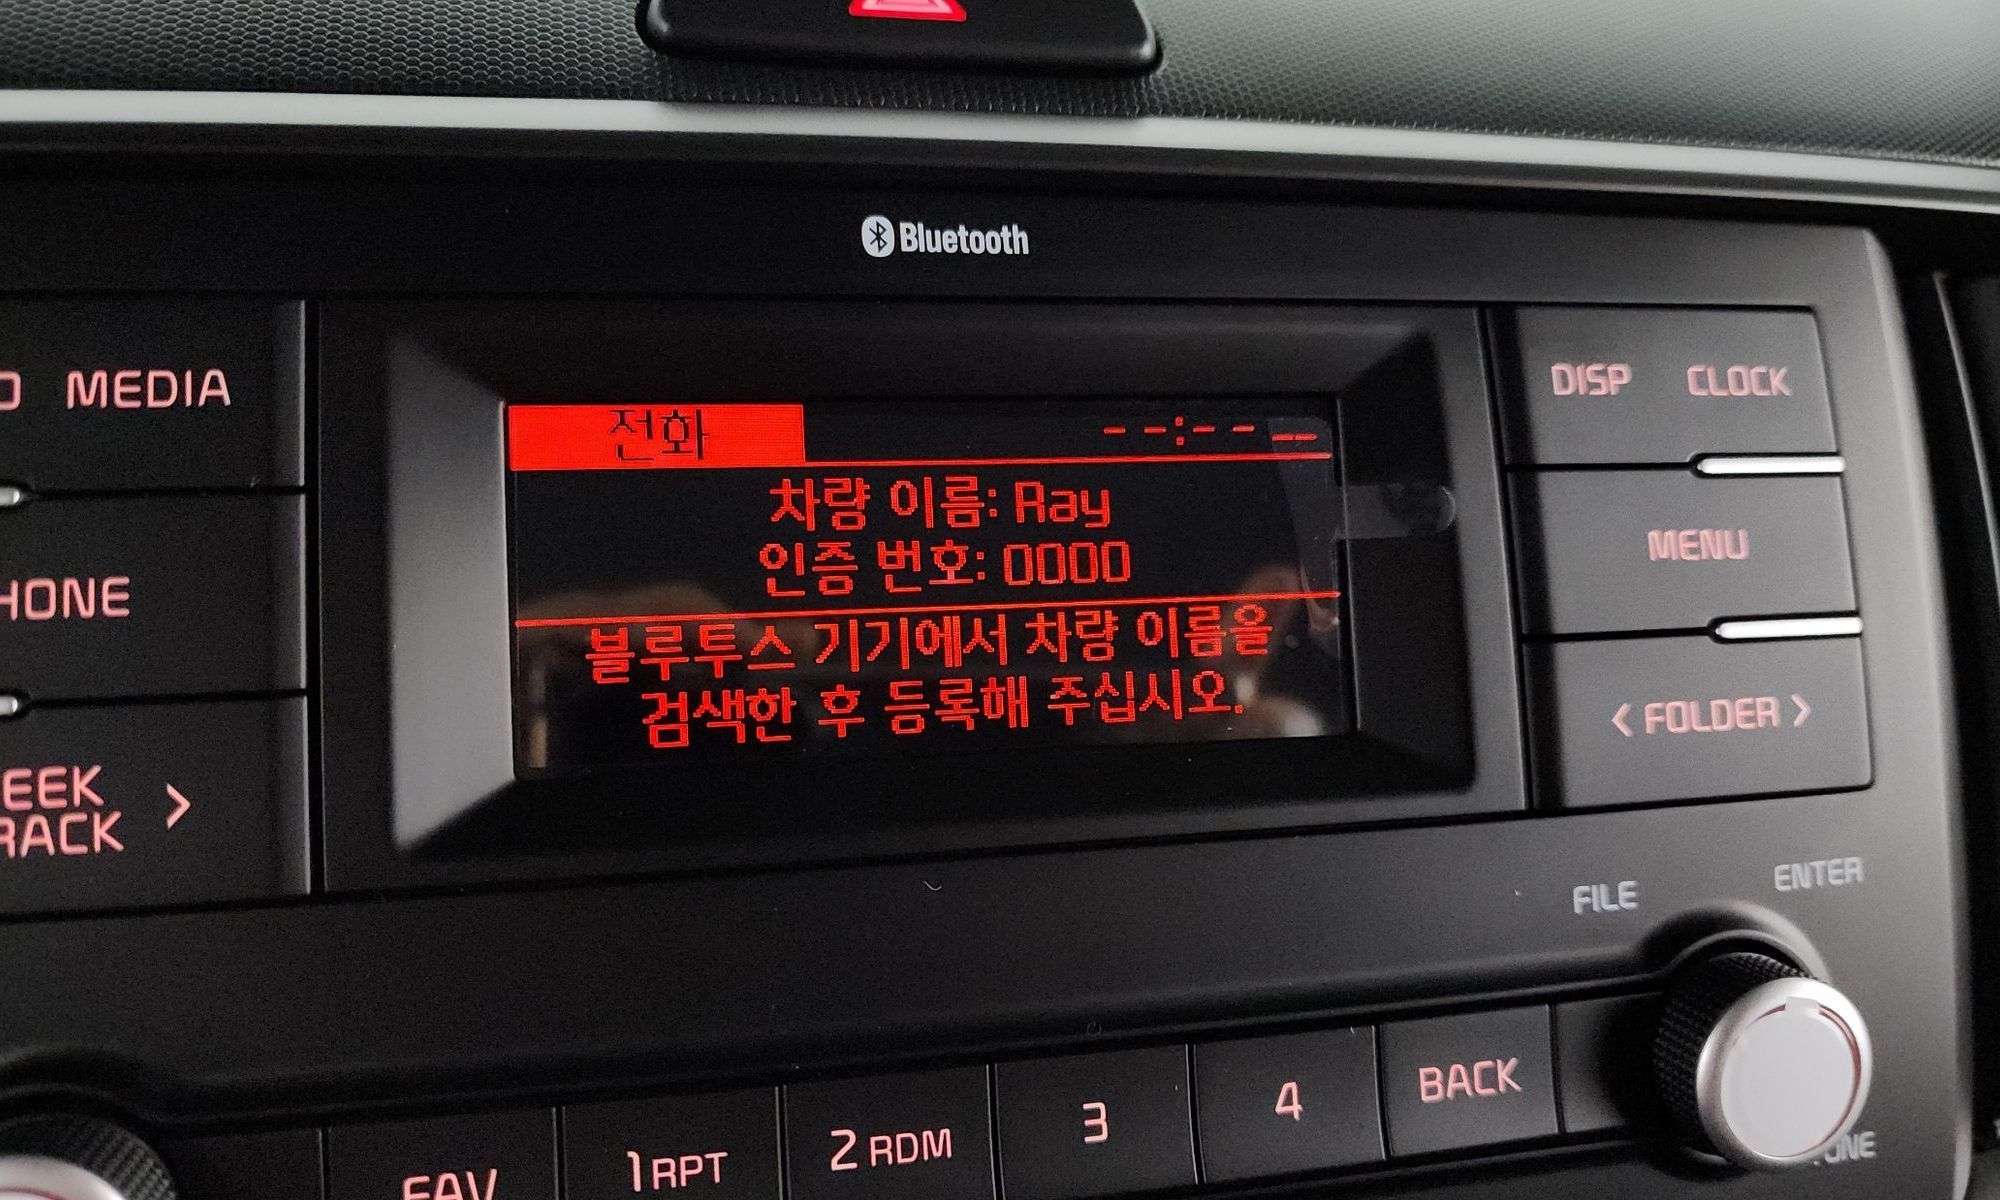 Bluetooth
MEDIA
DISP CLOCK
전화 --:-- --
차량 이름: Ray
인증 번호: 0000
블루투스 기기에서 차량 이름을
검색한 후 등록해 주십시오.
MENU
< FOLDER >
>
FILE
ENTER
FAV
1 RPT
2 RDM
3
4
BACK